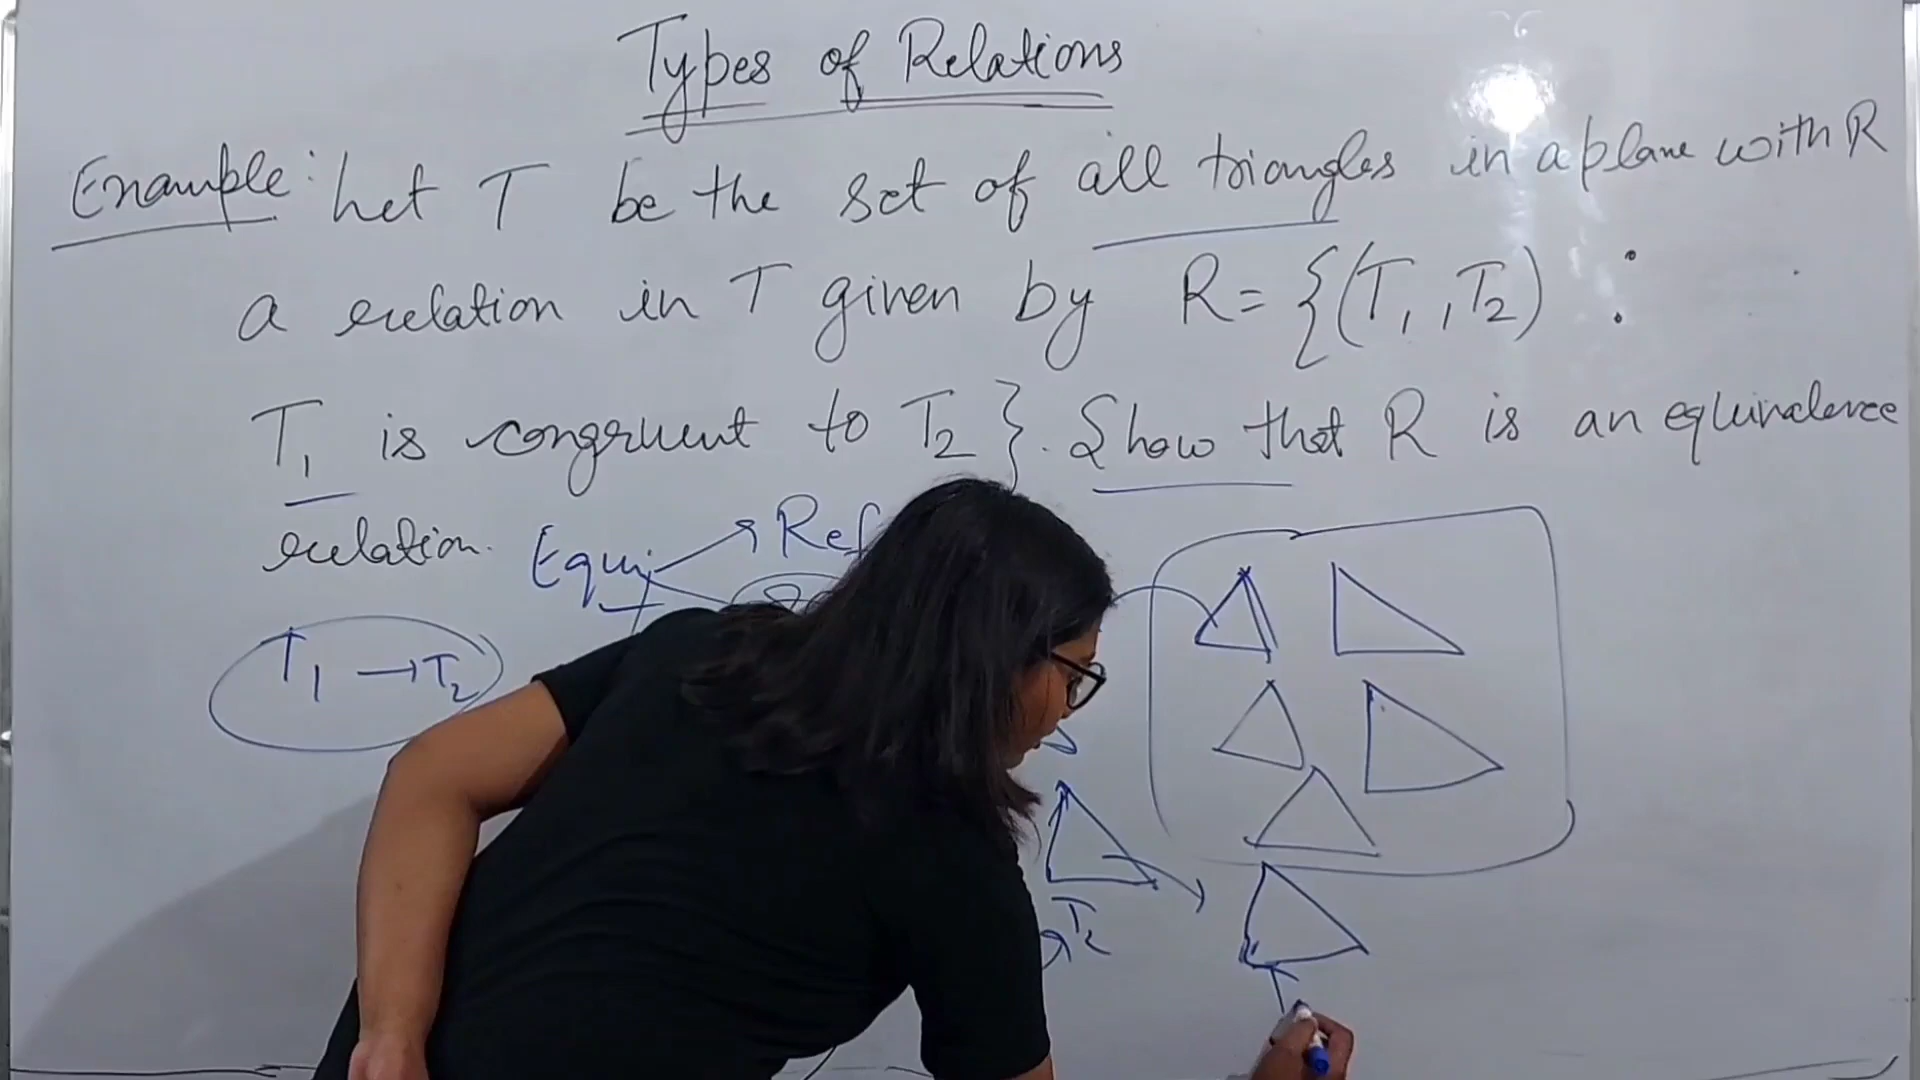 Types of Relations
Example: Let T be the set of all triangles in a plane with R
a relation in T given by R = {(T₁, T₂) :
T₁ is congruent to T₂}. Show that R is an equivalence
relation.
Equi → Ref
T₁ → T₂
T₂
T